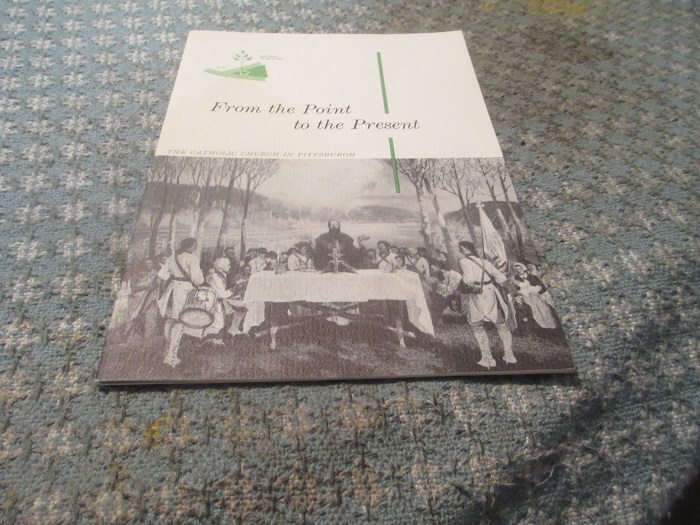 From the Point
to the Present
THE CATHOLIC CHURCH IN PITTSBURGH